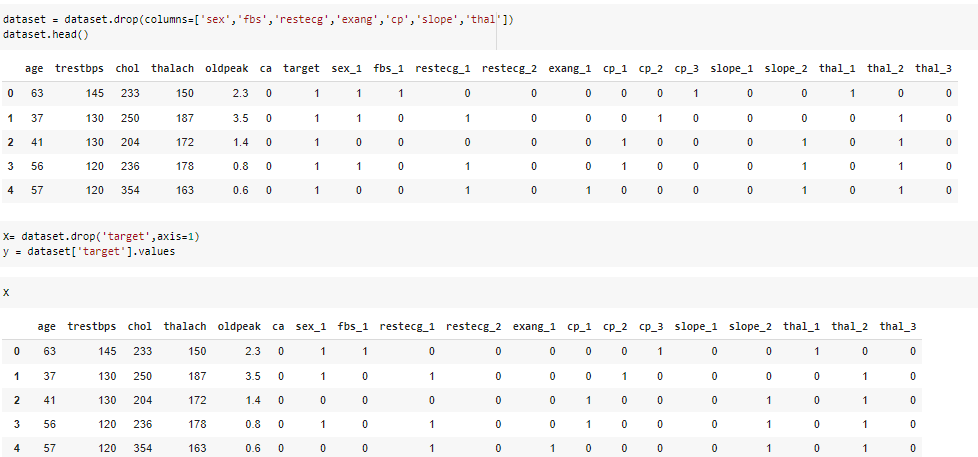 dataset = dataset.drop(columns=['sex','fbs','restecg','exang','cp','slope','thal'])
dataset.head()
age trestbps chol thalach oldpeak ca target sex_1 fbs_1 restecg_1 restecg_2 exang_1 cp_1 cp_2 cp_3 slope_1 slope_2 thal_1 thal_2 thal_3
0 63 145 233 150 2.3 0 1 1 1 0 0 0 0 0 1 0 0 1 0 0
1 37 130 250 187 3.5 0 1 1 0 1 0 0 0 1 0 0 0 0 1 0
2 41 130 204 172 1.4 0 1 0 0 0 0 0 1 0 0 0 1 0 1 0
3 56 120 236 178 0.8 0 1 1 0 1 0 0 1 0 0 0 1 0 1 0
4 57 120 354 163 0.6 0 1 0 0 1 0 1 0 0 0 0 1 0 1 0
X= dataset.drop('target',axis=1)
y = dataset['target'].values
X
age trestbps chol thalach oldpeak ca sex_1 fbs_1 restecg_1 restecg_2 exang_1 cp_1 cp_2 cp_3 slope_1 slope_2 thal_1 thal_2 thal_3
0 63 145 233 150 2.3 0 1 1 0 0 0 0 0 1 0 0 1 0 0
1 37 130 250 187 3.5 0 1 0 1 0 0 0 1 0 0 0 0 1 0
2 41 130 204 172 1.4 0 0 0 0 0 0 1 0 0 0 1 0 1 0
3 56 120 236 178 0.8 0 1 0 1 0 0 1 0 0 0 1 0 1 0
4 57 120 354 163 0.6 0 0 0 1 0 1 0 0 0 0 1 0 1 0